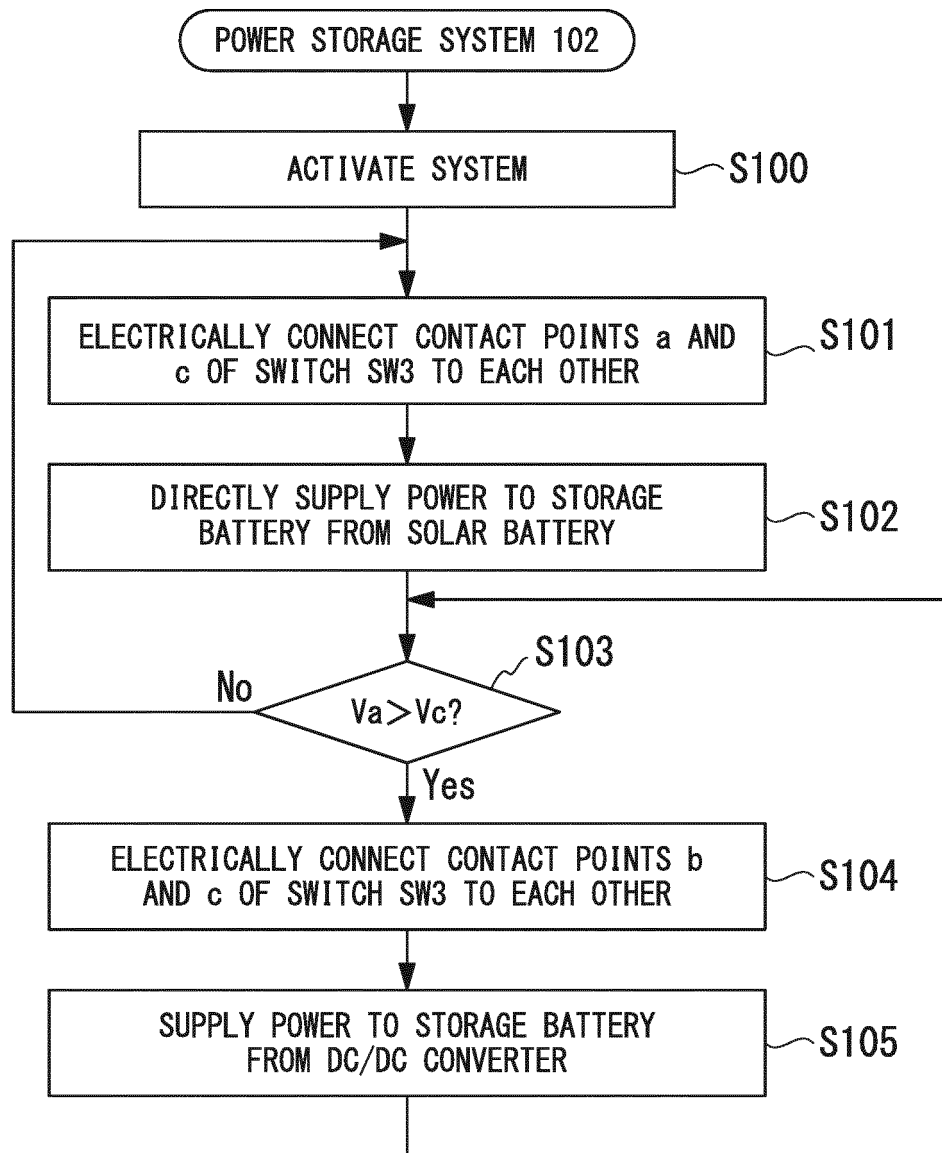 POWER STORAGE SYSTEM 102
ACTIVATE SYSTEM
S100
ELECTRICALLY CONNECT CONTACT POINTS a AND
c OF SWITCH SW3 TO EACH OTHER
S101
DIRECTLY SUPPLY POWER TO STORAGE
BATTERY FROM SOLAR BATTERY
S102
S103
No
Va>Vc?
Yes
ELECTRICALLY CONNECT CONTACT POINTS b
AND c OF SWITCH SW3 TO EACH OTHER
S104
SUPPLY POWER TO STORAGE BATTERY
FROM DC/DC CONVERTER
S105